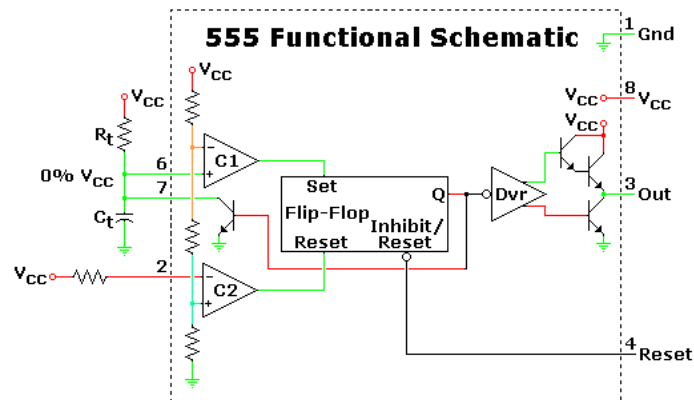 555 Functional Schematic
1 Gnd
VCC
8 VCC
VCC
VCC
VCC
Rt
0% VCC
6
7
Ct
- C1 +
Set
Q
Flip-Flop
Inhibit/
Reset
Reset
Dvr
3 Out
VCC
2
- C2 +
4 Reset